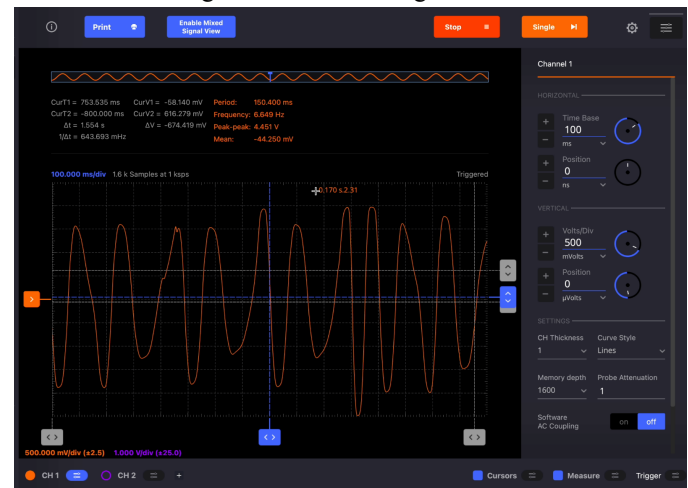 Print
Enable Mixed
Signal View
Stop
Single
Channel 1
CurT1 = 753.535 ms CurV1 = -58.140 mV Period: 150.400 ms
CurT2 = -800.000 ms CurV2 = 616.279 mV Frequency: 6.649 Hz
Δt = 1.554 s ΔV = -674.419 mV Peak-peak: 4.451 V
1/Δt = 643.693 mHz Mean: -44.250 mV
100.000 ms/div 1.6 k Samples at 1 ksps Triggered
0.170 s,2.31
HORIZONTAL
Time Base
+ 100
− ms
Position
+ 0
− ns
VERTICAL
Volts/Div
+ 500
− mVolts
Position
+ 0
− µVolts
SETTINGS
CH Thickness Curve Style
1 Lines
Memory depth Probe Attenuation
1600 1
Software
AC Coupling on off
500.000 mV/div (±2.5) 1.000 V/div (±25.0)
CH 1 CH 2 + Cursors Measure Trigger